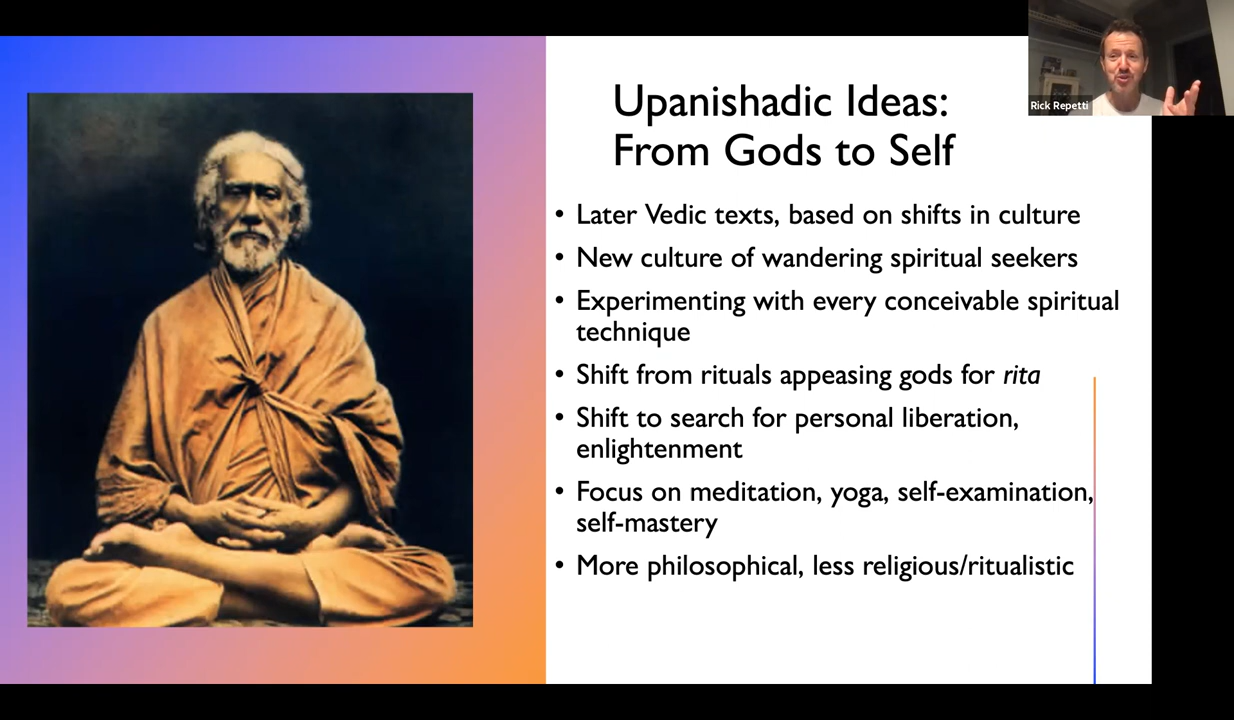 Upanishadic Ideas:
From Gods to Self
• Later Vedic texts, based on shifts in culture
• New culture of wandering spiritual seekers
• Experimenting with every conceivable spiritual
technique
• Shift from rituals appeasing gods for rita
• Shift to search for personal liberation,
enlightenment
• Focus on meditation, yoga, self-examination,
self-mastery
• More philosophical, less religious/ritualistic
Rick Repetti